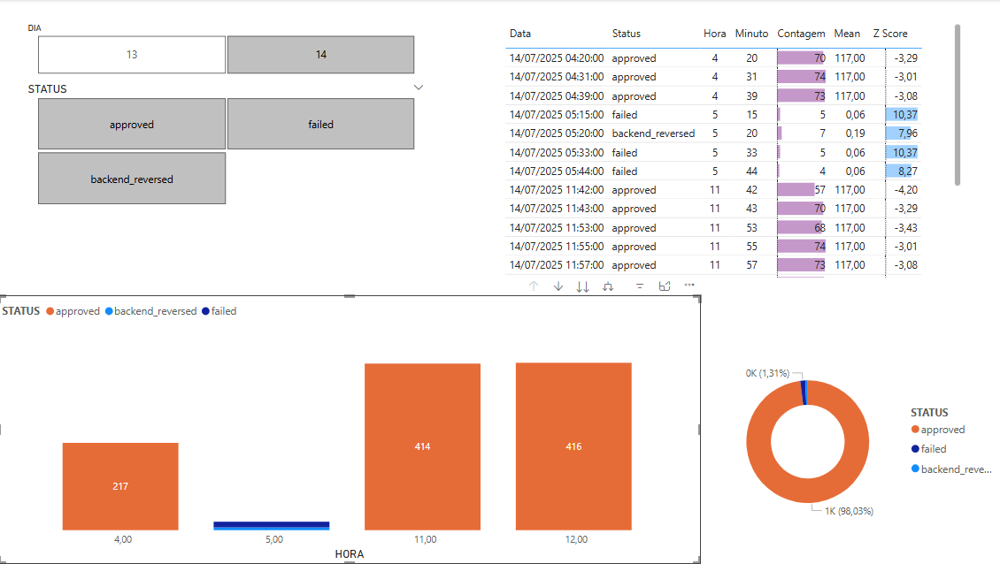 DIA
13 14
STATUS
approved failed
backend_reversed
Data Status Hora Minuto Contagem Mean Z Score
14/07/2025 04:20:00 approved 4 20 70 117,00 -3,29
14/07/2025 04:31:00 approved 4 31 74 117,00 -3,01
14/07/2025 04:39:00 approved 4 39 73 117,00 -3,08
14/07/2025 05:15:00 failed 5 15 5 0,06 10,37
14/07/2025 05:20:00 backend_reversed 5 20 7 0,19 7,96
14/07/2025 05:33:00 failed 5 33 5 0,06 10,37
14/07/2025 05:44:00 failed 5 44 4 0,06 8,27
14/07/2025 11:42:00 approved 11 42 57 117,00 -4,20
14/07/2025 11:43:00 approved 11 43 70 117,00 -3,29
14/07/2025 11:53:00 approved 11 53 68 117,00 -3,43
14/07/2025 11:55:00 approved 11 55 74 117,00 -3,01
14/07/2025 11:57:00 approved 11 57 73 117,00 -3,08
STATUS approved backend_reversed failed
217
414
416
4,00 5,00 11,00 12,00
HORA
0K (1,31%)
1K (98,03%)
STATUS
approved
failed
backend_reve...